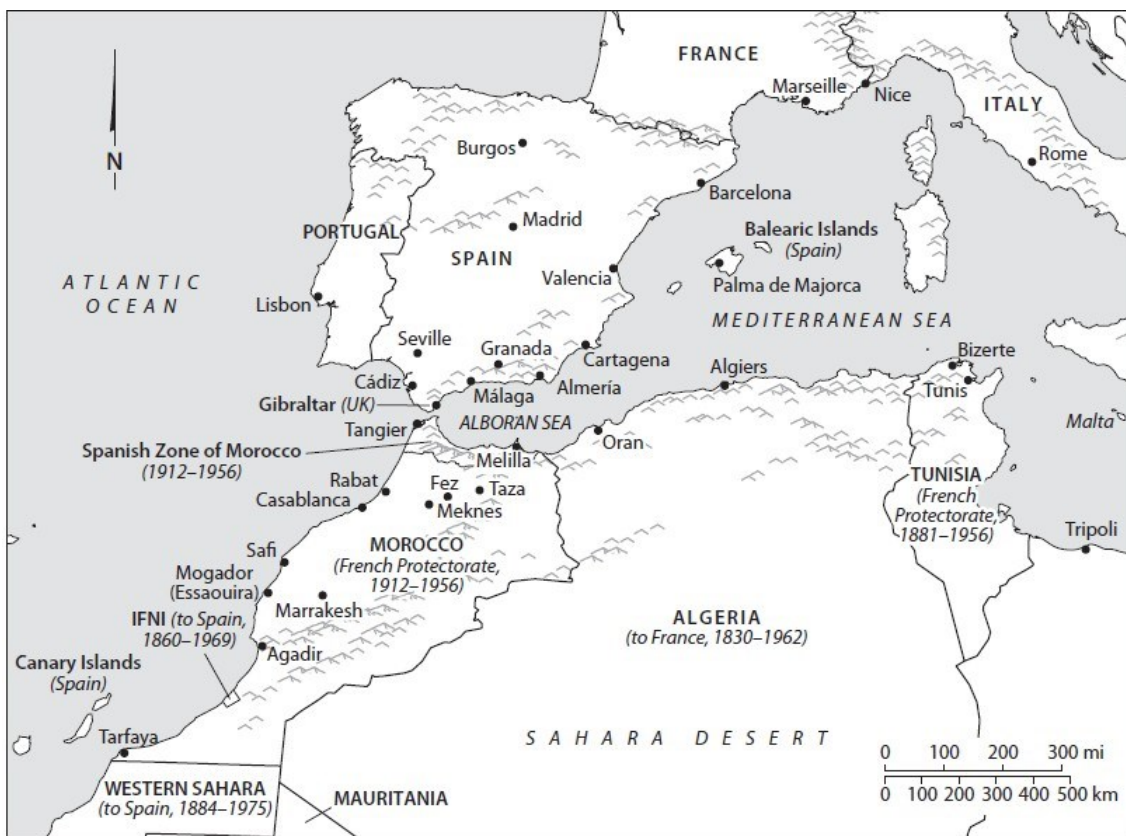 FRANCE
Marseille
Nice
ITALY
N
Burgos
Rome
Barcelona
PORTUGAL
Madrid
Balearic Islands
(Spain)
SPAIN
ATLANTIC
OCEAN
Valencia
Palma de Majorca
Lisbon
MEDITERRANEAN SEA
Seville
Granada
Cartagena
Bizerte
Cádiz
Málaga
Almería
Algiers
Tunis
Gibraltar (UK)
Tangier
ALBORAN SEA
Oran
Malta
Spanish Zone of Morocco
(1912–1956)
Melilla
Rabat
Fez
Taza
Casablanca
Meknes
TUNISIA
(French
Protectorate,
1881–1956)
Tripoli
Safi
MOROCCO
(French Protectorate,
1912–1956)
Mogador
(Essaouira)
Marrakesh
IFNI (to Spain,
1860–1969)
ALGERIA
(to France, 1830–1962)
Agadir
Canary Islands
(Spain)
Tarfaya
SAHARA DESERT
0 100 200 300 mi
0 100 200 300 400 500 km
WESTERN SAHARA
(to Spain, 1884–1975)
MAURITANIA